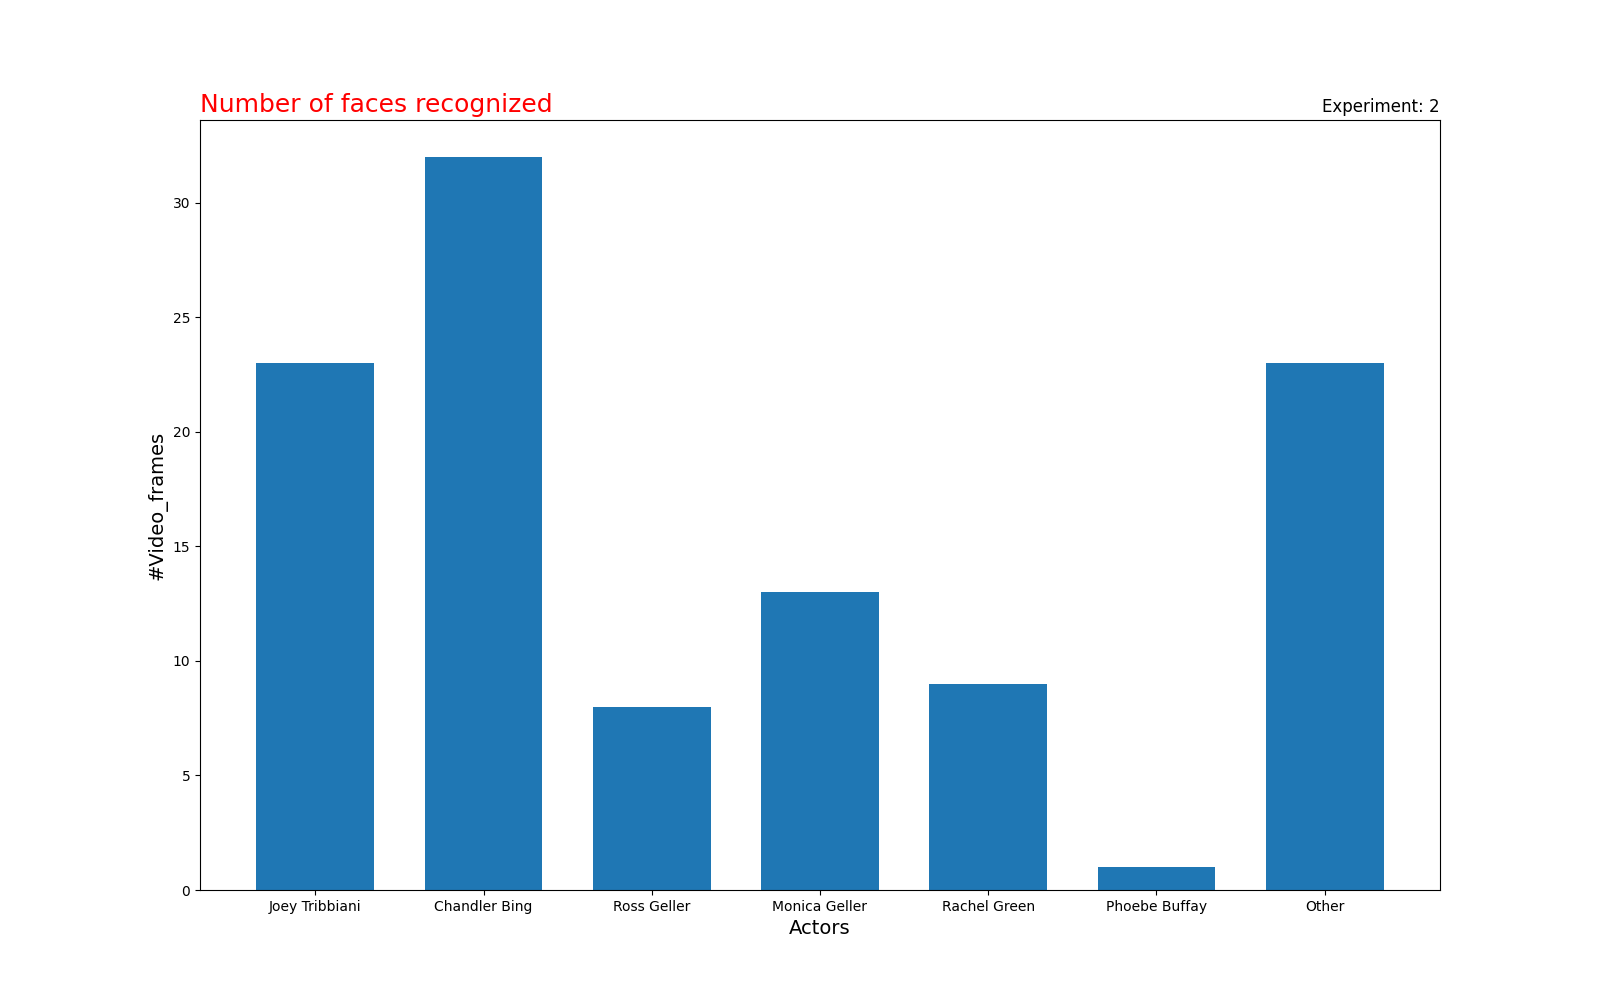 Number of faces recognized
Experiment: 2
#Video_frames
30
25
20
15
10
5
0
Joey Tribbiani
Chandler Bing
Ross Geller
Monica Geller
Rachel Green
Phoebe Buffay
Other
Actors